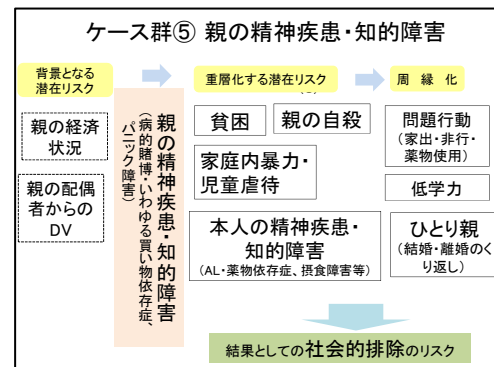 ケース群⑤ 親の精神疾患・知的障害
背景となる
潜在リスク
重層化する潜在リスク
周 縁 化
親の経済
状況
親の配偶
者からの
DV
親の精神疾患・知的障害
（病的賭博・いわゆる買い物依存症、
パニック障害）
貧困
親の自殺
家庭内暴力・
児童虐待
本人の精神疾患・
知的障害
（AL・薬物依存症、摂食障害等）
問題行動
（家出・非行・
薬物使用）
低学力
ひとり親
（結婚・離婚のく
り返し）
結果としての社会的排除のリスク